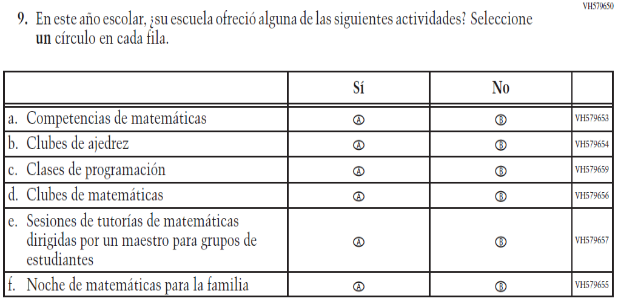 VH579650
9. En este año escolar, ¿su escuela ofreció alguna de las siguientes actividades? Seleccione
un círculo en cada fila.
Sí No
a. Competencias de matemáticas A B VH579653
b. Clubes de ajedrez A B VH579654
c. Clases de programación A B VH579659
d. Clubes de matemáticas A B VH579656
e. Sesiones de tutorías de matemáticas
dirigidas por un maestro para grupos de A B VH579657
estudiantes
f. Noche de matemáticas para la familia A B VH579655